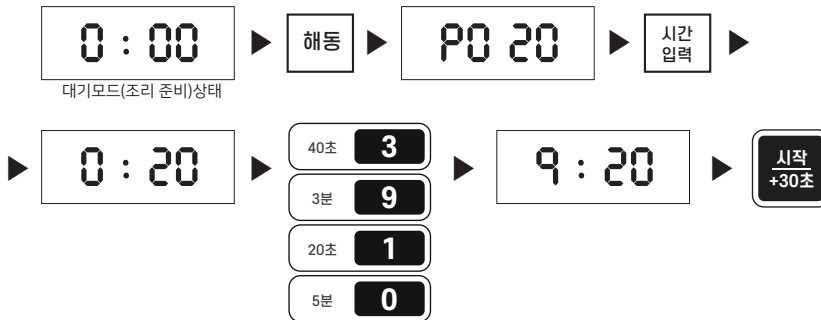 0 : 00
해동
P0 20
시간
입력
대기모드(조리 준비)상태
0 : 20
40초 3
3분 9
20초 1
5분 0
9 : 20
시작
+30초